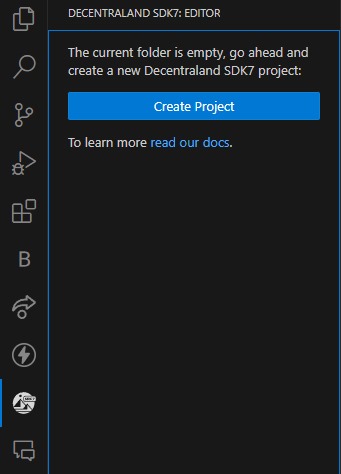 DECENTRALAND SDK7: EDITOR
The current folder is empty, go ahead and
create a new Decentraland SDK7 project:
Create Project
To learn more read our docs.
B